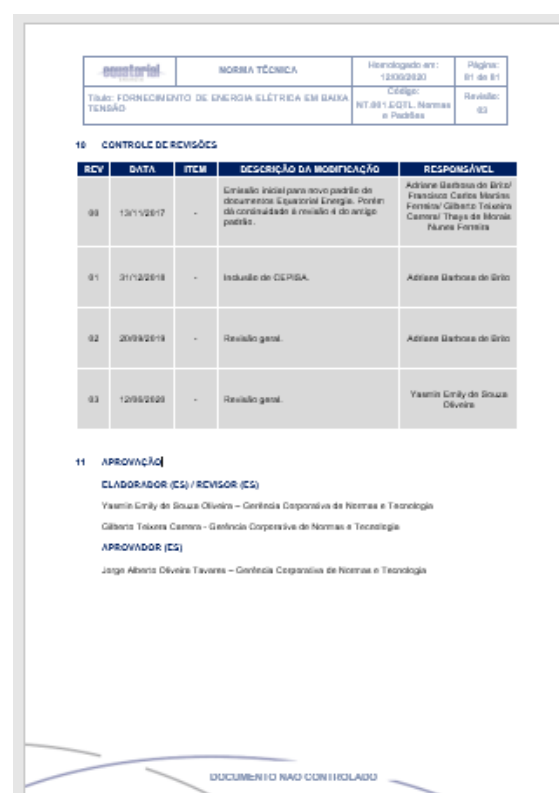 equatorial
NORMA TÉCNICA
Homologado em:
12/06/2020
Página:
81 de 81
Título: FORNECIMENTO DE ENERGIA ELÉTRICA EM BAIXA
TENSÃO
Código:
NT.001.EQTL. Normas
e Padrões
Revisão:
03
10 CONTROLE DE REVISÕES
REV DATA ITEM DESCRIÇÃO DA MODIFICAÇÃO RESPONSÁVEL
00 13/11/2017 -
Emissão inicial para novo padrão de
documentos Equatorial Energia. Porém
dá continuidade à revisão 4 do antigo
padrão.
Adriane Barbosa de Brito/
Francisco Carlos Martins
Ferreira/ Gilberto Teixeira
Carrera/ Thays de Morais
Nunes Ferreira
01 31/12/2018 - Inclusão de CEPISA. Adriane Barbosa de Brito
02 20/09/2019 - Revisão geral. Adriane Barbosa de Brito
03 12/06/2020 - Revisão geral. Yasmin Emily de Souza
Oliveira
11 APROVAÇÃO
ELABORADOR (ES) / REVISOR (ES)
Yasmin Emily de Souza Oliveira – Gerência Corporativa de Normas e Tecnologia
Gilberto Teixeira Carrera - Gerência Corporativa de Normas e Tecnologia
APROVADOR (ES)
Jorge Alberto Oliveira Tavares – Gerência Corporativa de Normas e Tecnologia
DOCUMENTO NÃO CONTROLADO